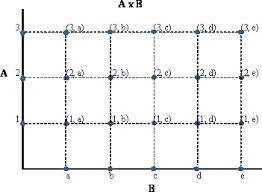 A x B
3 (3, a) (3, b) (3, c) (3, d) (3, e)
A 2 (2, a) (2, b) (2, c) (2, d) (2, e)
1 (1, a) (1, b) (1, c) (1, d) (1, e)
a b c d e
B